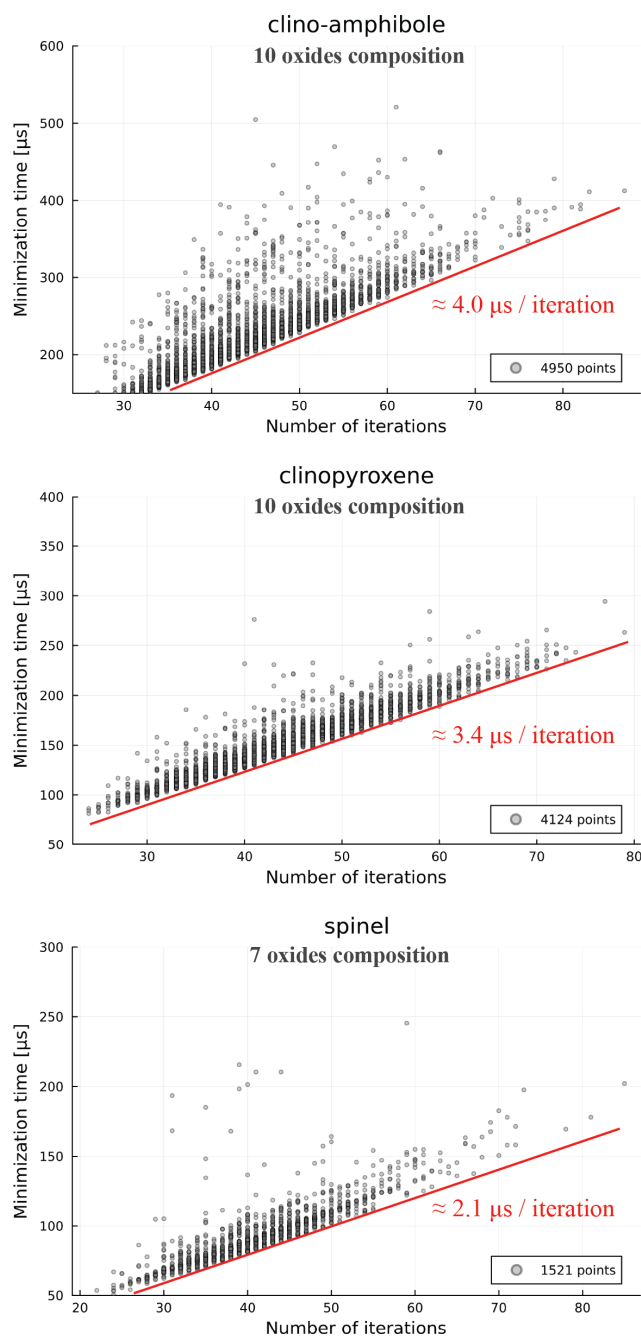 clino-amphibole
10 oxides composition
600
500
400
300
200
Minimization time [µs]
≈ 4.0 µs / iteration
4950 points
30 40 50 60 70 80
Number of iterations
clinopyroxene
10 oxides composition
400
350
300
250
200
150
100
50
Minimization time [µs]
≈ 3.4 µs / iteration
4124 points
30 40 50 60 70 80
Number of iterations
spinel
7 oxides composition
300
250
200
150
100
50
Minimization time [µs]
≈ 2.1 µs / iteration
1521 points
20 30 40 50 60 70 80
Number of iterations